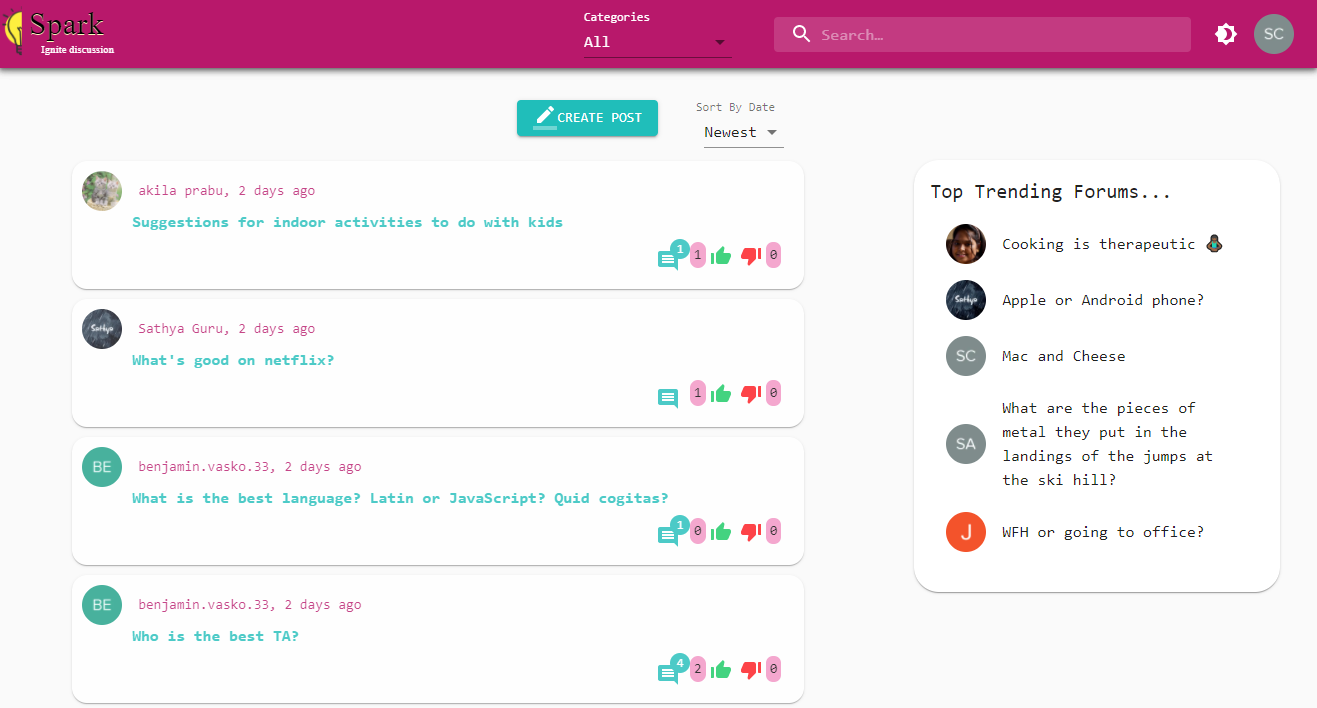 Spark
Ignite discussion
Categories
All
Search…
SC
CREATE POST
Sort By Date
Newest
akila prabu, 2 days ago
Suggestions for indoor activities to do with kids
1
1
0
Sathya
Sathya Guru, 2 days ago
What's good on netflix?
1
0
BE
benjamin.vasko.33, 2 days ago
What is the best language? Latin or JavaScript? Quid cogitas?
1
0
0
BE
benjamin.vasko.33, 2 days ago
Who is the best TA?
4
2
0
Top Trending Forums...
Cooking is therapeutic
Sathya
Apple or Android phone?
SC
Mac and Cheese
SA
What are the pieces of
metal they put in the
landings of the jumps at
the ski hill?
J
WFH or going to office?